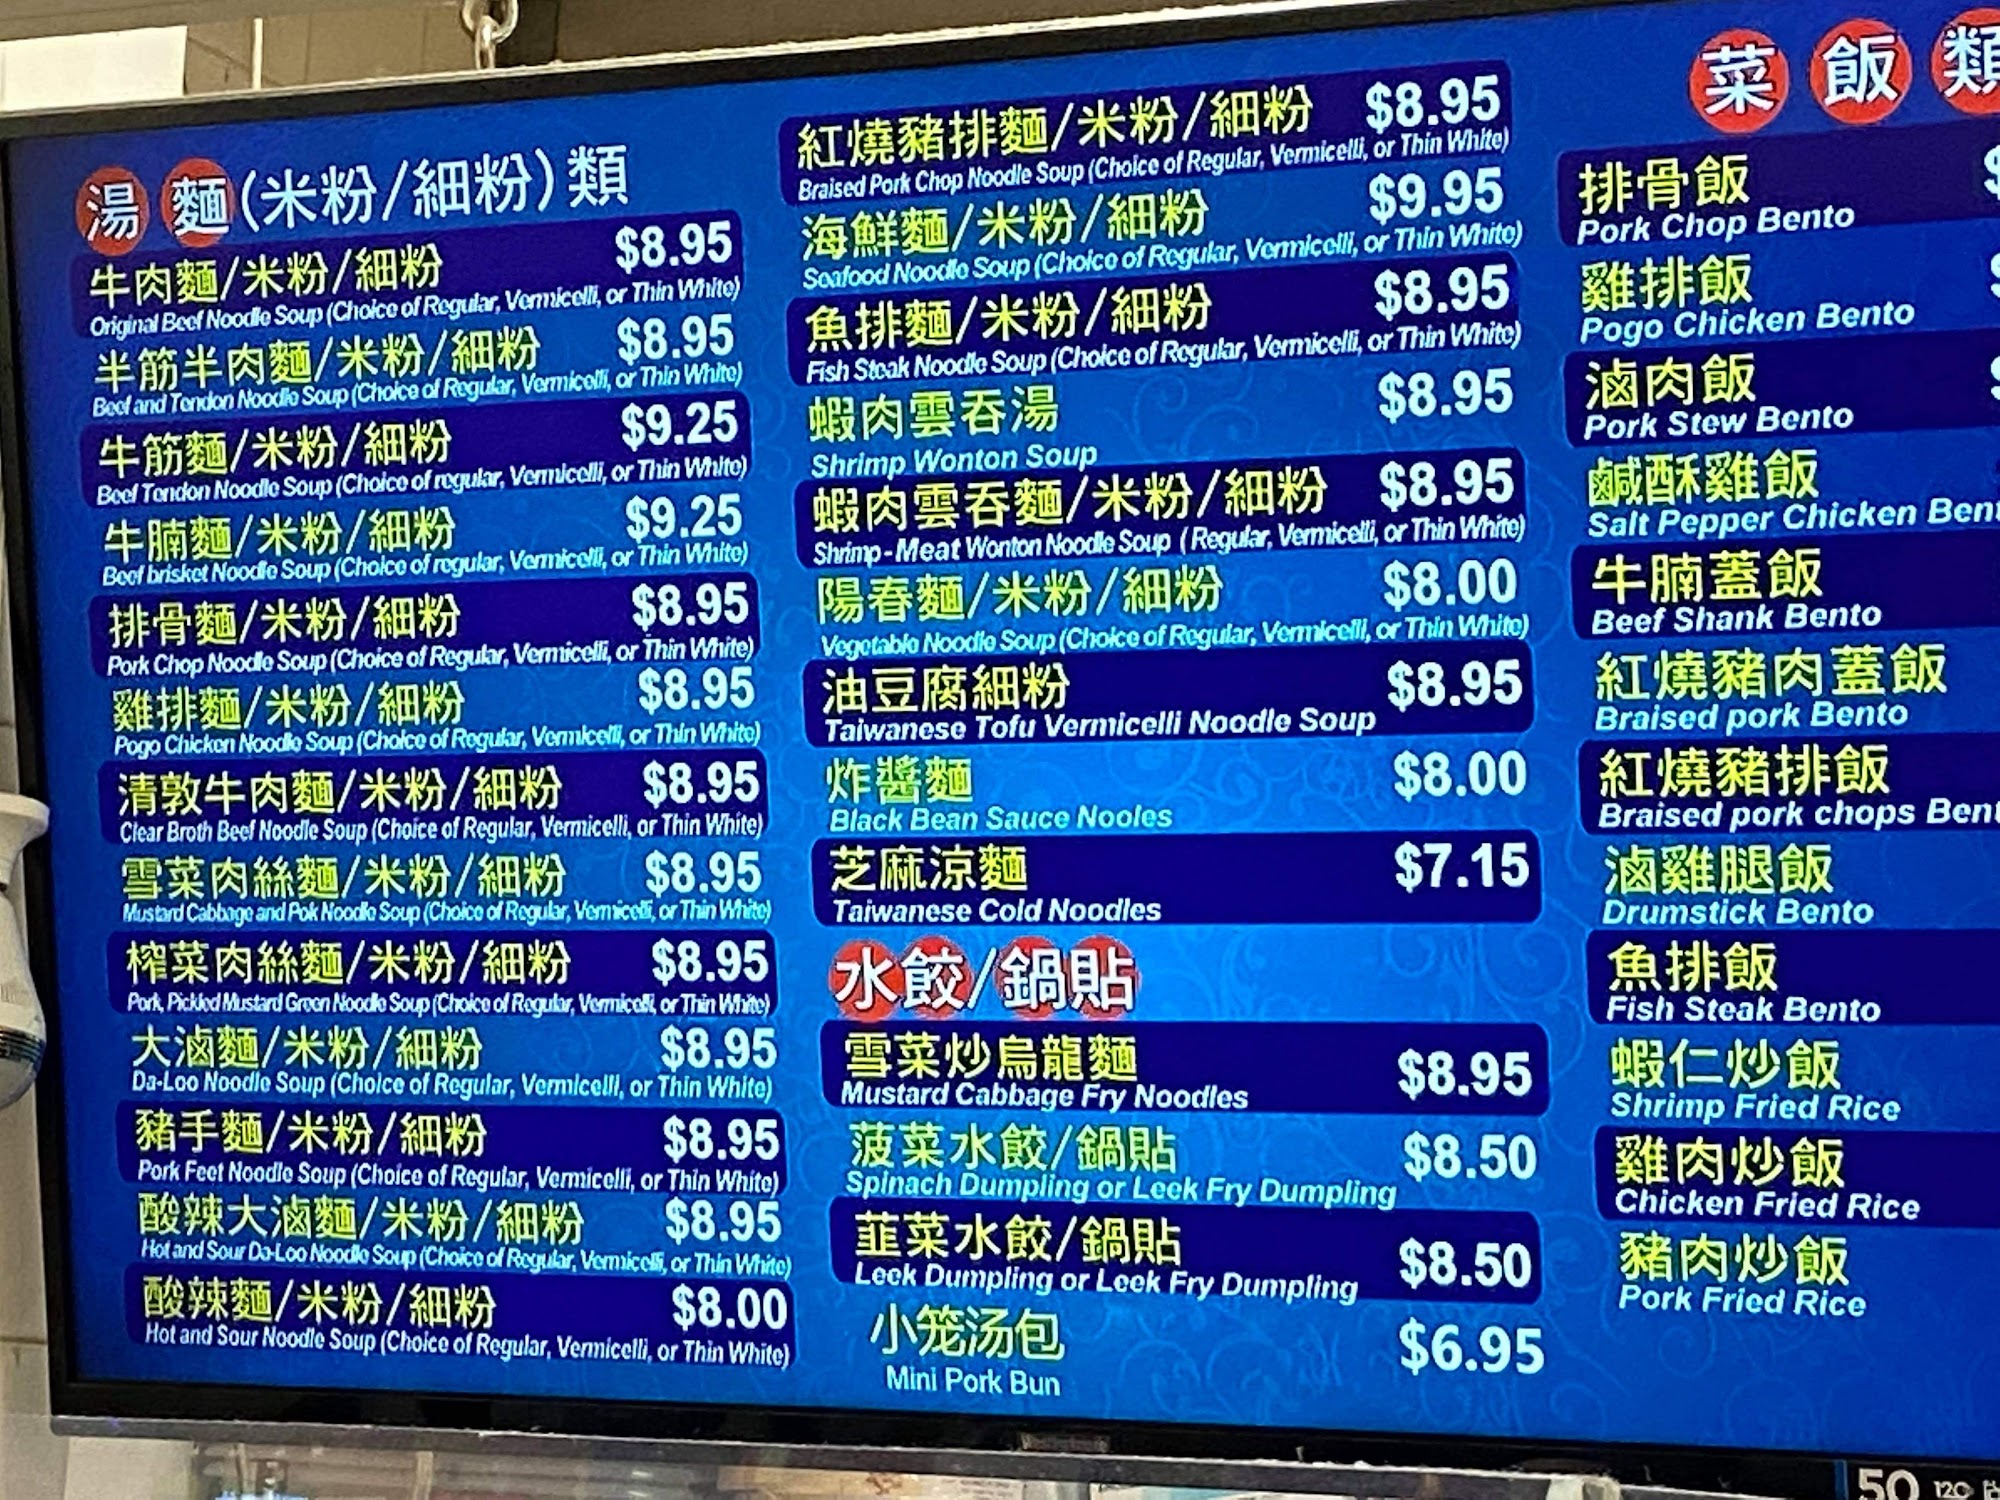 湯麵(米粉/細粉)類
牛肉麵/米粉/細粉 $8.95
Original Beef Noodle Soup (Choice of Regular, Vermicelli, or Thin White)
半筋半肉麵/米粉/細粉 $8.95
Beef and Tendon Noodle Soup (Choice of Regular, Vermicelli, or Thin White)
牛筋麵/米粉/細粉 $9.25
Beef Tendon Noodle Soup (Choice of regular, Vermicelli, or Thin White)
牛腩麵/米粉/細粉 $9.25
Beef brisket Noodle Soup (Choice of regular, Vermicelli, or Thin White)
排骨麵/米粉/細粉 $8.95
Pork Chop Noodle Soup (Choice of Regular, Vermicelli, or Thin White)
雞排麵/米粉/細粉 $8.95
Pogo Chicken Noodle Soup (Choice of Regular, Vermicelli, or Thin White)
清敦牛肉麵/米粉/細粉 $8.95
Clear Broth Beef Noodle Soup (Choice of Regular, Vermicelli, or Thin White)
雪菜肉絲麵/米粉/細粉 $8.95
Mustard Cabbage and Pok Noodle Soup (Choice of Regular, Vermicelli, or Thin White)
榨菜肉絲麵/米粉/細粉 $8.95
Pork, Pickled Mustard Green Noodle Soup (Choice of Regular, Vermicelli, or Thin White)
大滷麵/米粉/細粉 $8.95
Da-Loo Noodle Soup (Choice of Regular, Vermicelli, or Thin White)
豬手麵/米粉/細粉 $8.95
Pork Feet Noodle Soup (Choice of Regular, Vermicelli, or Thin White)
酸辣大滷麵/米粉/細粉 $8.95
Hot and Sour Da-Loo Noodle Soup (Choice of Regular, Vermicelli, or Thin White)
酸辣麵/米粉/細粉 $8.00
Hot and Sour Noodle Soup (Choice of Regular, Vermicelli, or Thin White)
紅燒豬排麵/米粉/細粉 $8.95
Braised Pork Chop Noodle Soup (Choice of Regular, Vermicelli, or Thin White)
海鮮麵/米粉/細粉 $9.95
Seafood Noodle Soup (Choice of Regular, Vermicelli, or Thin White)
魚排麵/米粉/細粉 $8.95
Fish Steak Noodle Soup (Choice of Regular, Vermicelli, or Thin White)
蝦肉雲吞湯 $8.95
Shrimp Wonton Soup
蝦肉雲吞麵/米粉/細粉 $8.95
Shrimp-Meat Wonton Noodle Soup (Regular, Vermicelli, or Thin White)
陽春麵/米粉/細粉 $8.00
Vegetable Noodle Soup (Choice of Regular, Vermicelli, or Thin White)
油豆腐細粉 $8.95
Taiwanese Tofu Vermicelli Noodle Soup
炸醬麵 $8.00
Black Bean Sauce Nooles
芝麻涼麵 $7.15
Taiwanese Cold Noodles
水餃/鍋貼
雪菜炒烏龍麵 $8.95
Mustard Cabbage Fry Noodles
菠菜水餃/鍋貼 $8.50
Spinach Dumpling or Leek Fry Dumpling
韮菜水餃/鍋貼 $8.50
Leek Dumpling or Leek Fry Dumpling
小笼汤包 $6.95
Mini Pork Bun
菜飯類
排骨飯 $
Pork Chop Bento
雞排飯 $
Pogo Chicken Bento
滷肉飯 $
Pork Stew Bento
鹹酥雞飯
Salt Pepper Chicken Ben
牛腩蓋飯
Beef Shank Bento
紅燒豬肉蓋飯
Braised pork Bento
紅燒豬排飯
Braised pork chops Ben
滷雞腿飯
Drumstick Bento
魚排飯
Fish Steak Bento
蝦仁炒飯
Shrimp Fried Rice
雞肉炒飯
Chicken Fried Rice
豬肉炒飯
Pork Fried Rice
50 120